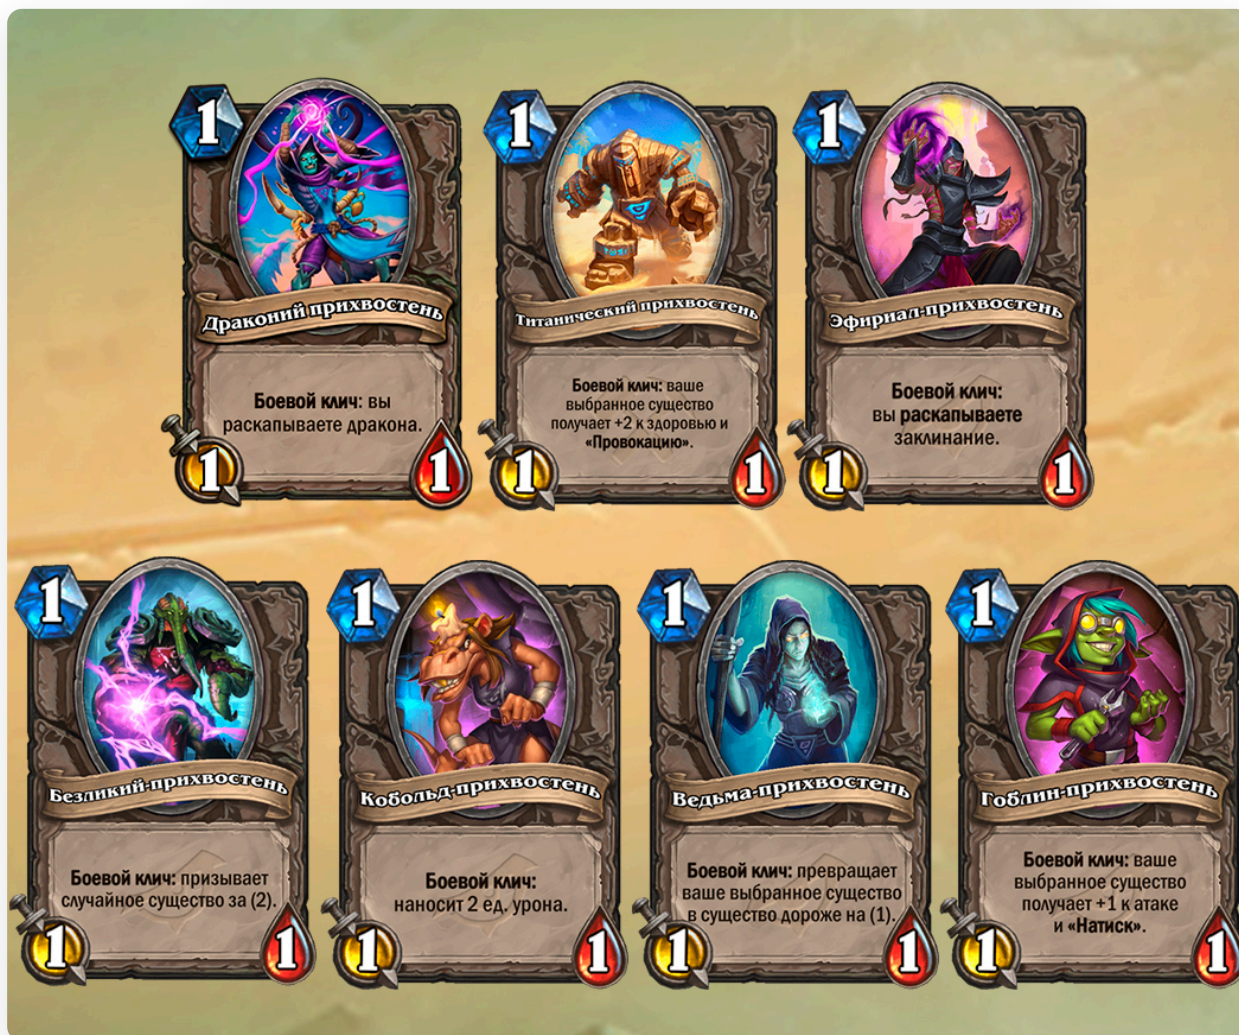 1
Драконий прихвостень
Боевой клич: вы
раскапываете дракона.
1
1
1
Титанический прихвостень
Боевой клич: ваше
выбранное существо
получает +2 к здоровью и
«Провокацию».
1
1
1
Эфириал-прихвостень
Боевой клич:
вы раскапываете
заклинание.
1
1
1
Безликий-прихвостень
Боевой клич: призывает
случайное существо за (2).
1
1
1
Кобольд-прихвостень
Боевой клич:
наносит 2 ед. урона.
1
1
1
Ведьма-прихвостень
Боевой клич: превращает
ваше выбранное существо
в существо дороже на (1).
1
1
1
Гоблин-прихвостень
Боевой клич: ваше
выбранное существо
получает +1 к атаке
и «Натиск».
1
1